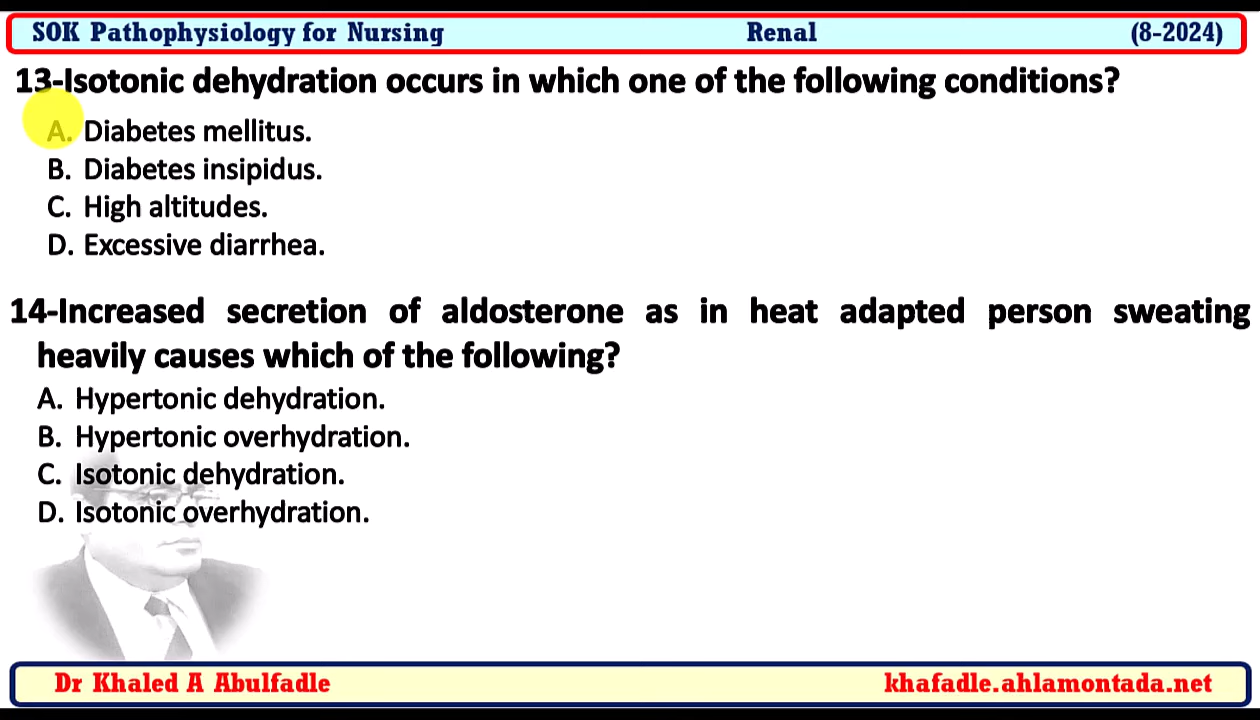 SOK Pathophysiology for Nursing Renal (8-2024)
13-Isotonic dehydration occurs in which one of the following conditions?
A. Diabetes mellitus.
B. Diabetes insipidus.
C. High altitudes.
D. Excessive diarrhea.
14-Increased secretion of aldosterone as in heat adapted person sweating
heavily causes which of the following?
A. Hypertonic dehydration.
B. Hypertonic overhydration.
C. Isotonic dehydration.
D. Isotonic overhydration.
Dr Khaled A Abulfadle khafadle.ahlamontada.net